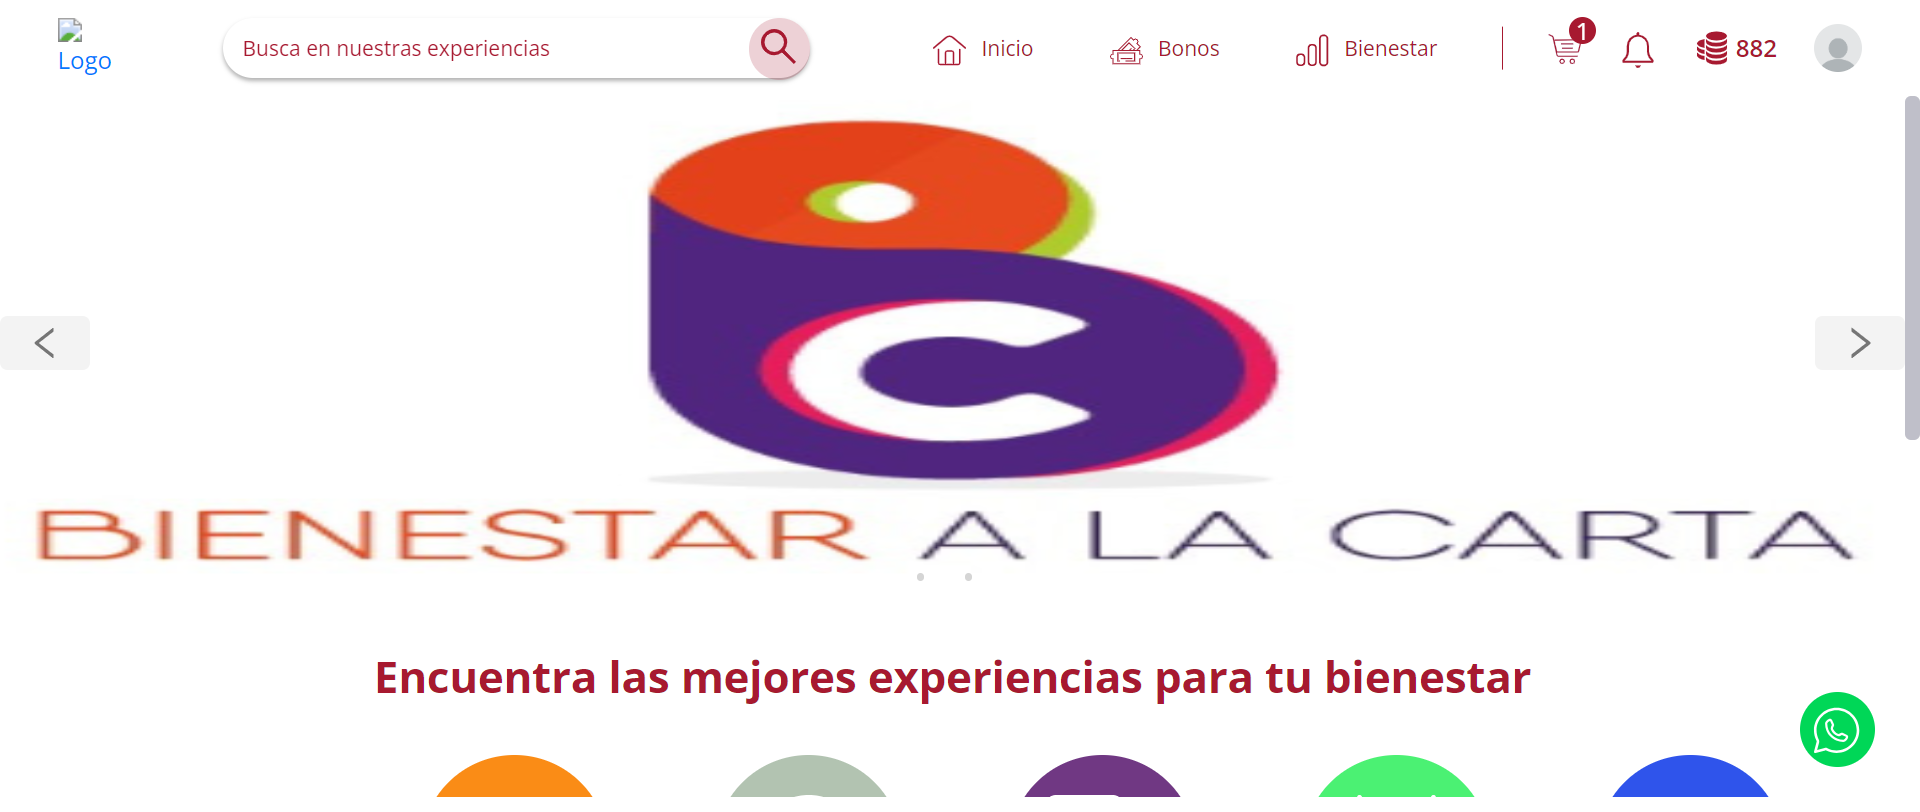 Logo
Busca en nuestras experiencias
Inicio
Bonos
Bienestar
1
882
BC
BIENESTAR A LA CARTA
Encuentra las mejores experiencias para tu bienestar